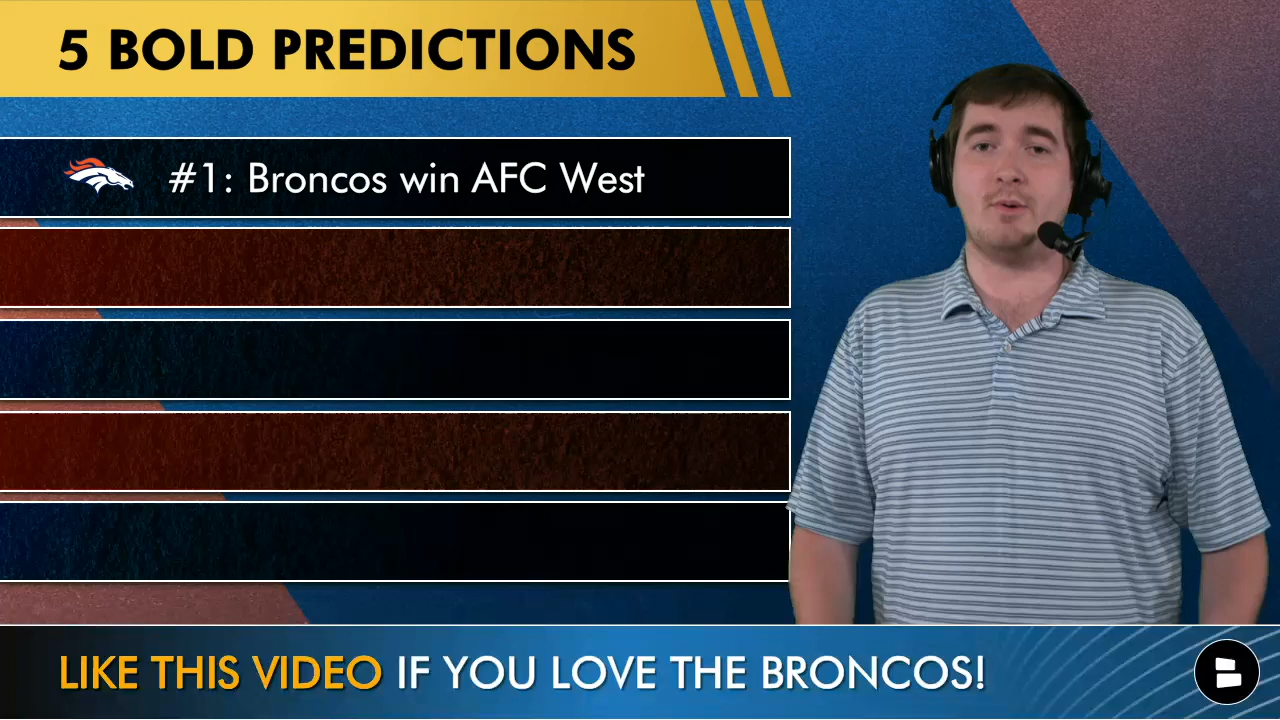 5 BOLD PREDICTIONS
#1: Broncos win AFC West
LIKE THIS VIDEO IF YOU LOVE THE BRONCOS!